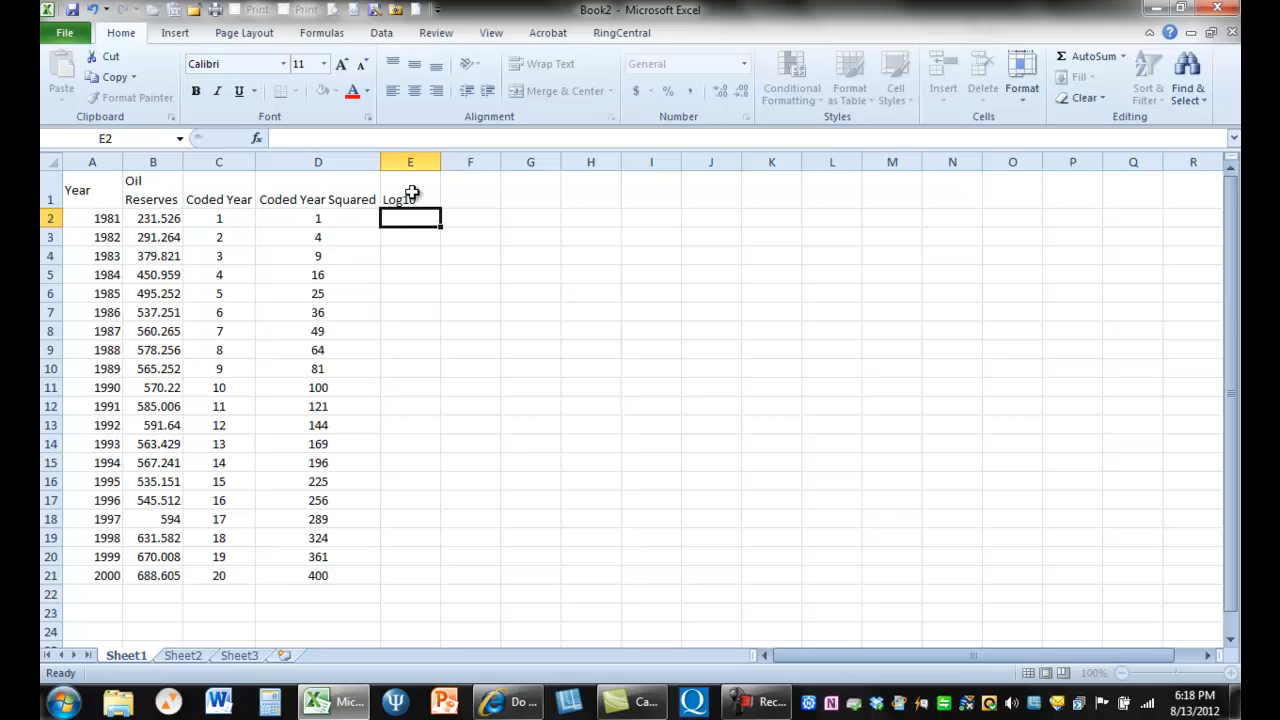 Print Print
Book2 - Microsoft Excel
File Home Insert Page Layout Formulas Data Review View Acrobat RingCentral
Paste
Cut
Copy
Format Painter
Clipboard
Calibri 11
B I U A
Font
Wrap Text
Merge & Center
Alignment
General
$ % ,
Number
Conditional Formatting
Format as Table
Cell Styles
Styles
Insert Delete Format
Cells
AutoSum
Fill
Clear
Sort & Filter
Find & Select
Editing
E2 fx
A B C D E F G H I J K L M N O P Q R
1 Year Oil Reserves Coded Year Coded Year Squared Log10
2 1981 231.526 1 1
3 1982 291.264 2 4
4 1983 379.821 3 9
5 1984 450.959 4 16
6 1985 495.252 5 25
7 1986 537.251 6 36
8 1987 560.265 7 49
9 1988 578.256 8 64
10 1989 565.252 9 81
11 1990 570.22 10 100
12 1991 585.006 11 121
13 1992 591.64 12 144
14 1993 563.429 13 169
15 1994 567.241 14 196
16 1995 535.151 15 225
17 1996 545.512 16 256
18 1997 594 17 289
19 1998 631.582 18 324
20 1999 670.008 19 361
21 2000 688.605 20 400
22
23
24
Sheet1 Sheet2 Sheet3
Ready 100%
Mic... Do ... Ca... Rec...
6:18 PM
8/13/2012